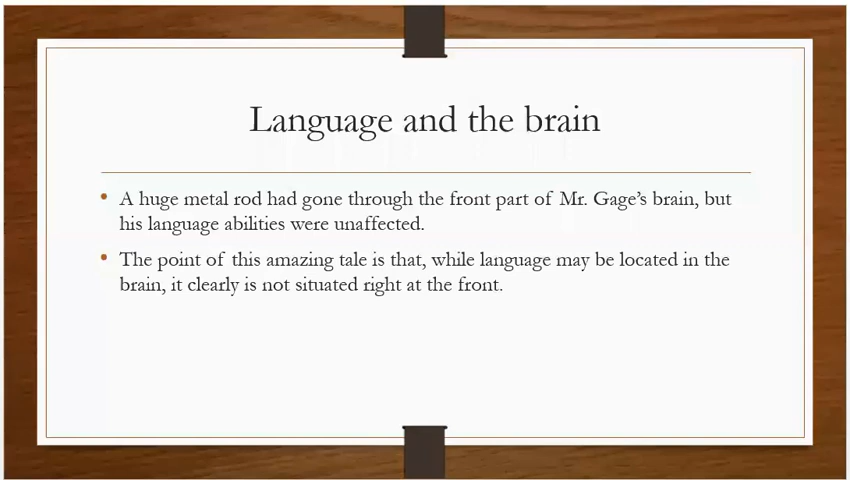 Language and the brain
• A huge metal rod had gone through the front part of Mr. Gage’s brain, but
his language abilities were unaffected.
• The point of this amazing tale is that, while language may be located in the
brain, it clearly is not situated right at the front.